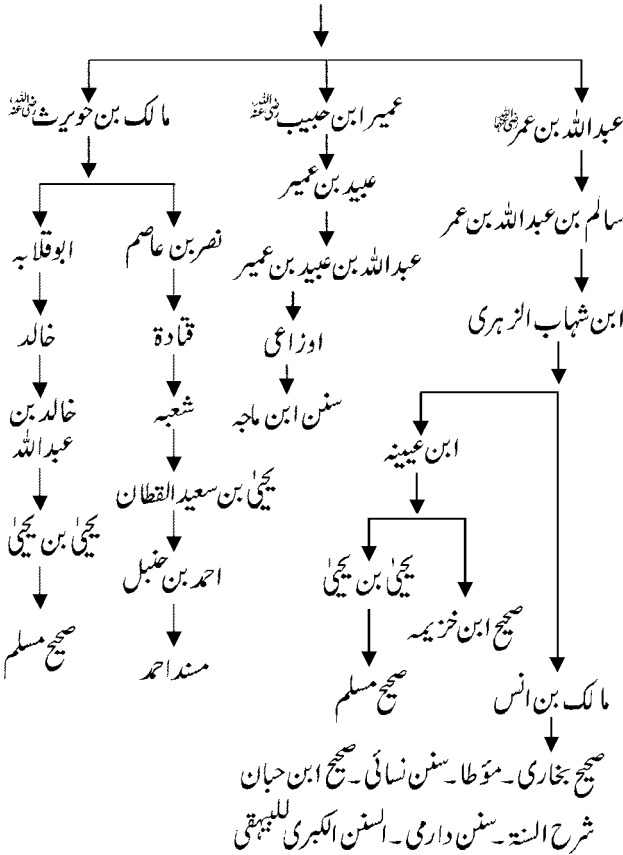 عبداللہ بن عمر رضی اللہ عنہما
سالم بن عبداللہ بن عمر
ابن شہاب الزہری
ابن عیینہ
یحییٰ بن یحییٰ
صحیح مسلم
صحیح ابن خزیمہ
مالک بن انس
صحیح بخاری۔مؤطا۔سنن نسائی۔صحیح ابن حبان
شرح السنۃ۔سنن دارمی۔السنن الکبری للبیہقی
عمیر ابن حبیب رضی اللہ عنہ
عبید بن عمیر
عبداللہ بن عبید بن عمیر
اوزاعی
سنن ابن ماجہ
مالک بن حویرث رضی اللہ عنہ
نصر بن عاصم
قتادۃ
شعبہ
یحییٰ بن سعید القطان
احمد بن حنبل
مسند احمد
ابوقلابہ
خالد
خالد بن
عبداللہ
یحییٰ بن یحییٰ
صحیح مسلم